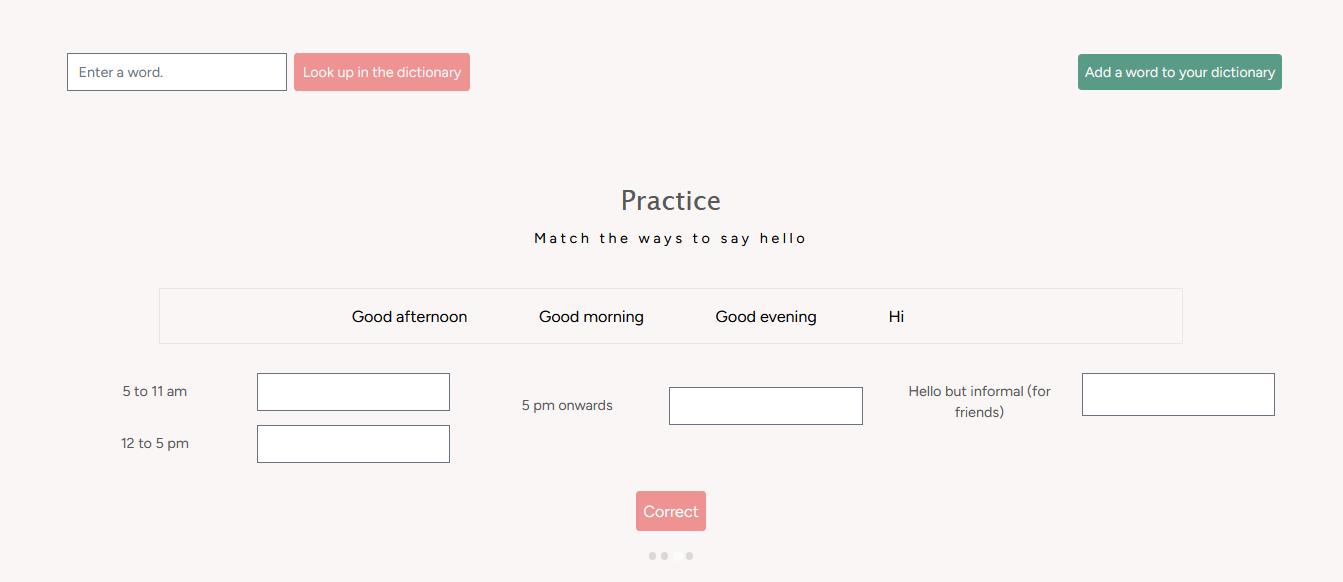 Enter a word.
Look up in the dictionary
Add a word to your dictionary
Practice
Match the ways to say hello
Good afternoon
Good morning
Good evening
Hi
5 to 11 am
12 to 5 pm
5 pm onwards
Hello but informal (for
friends)
Correct